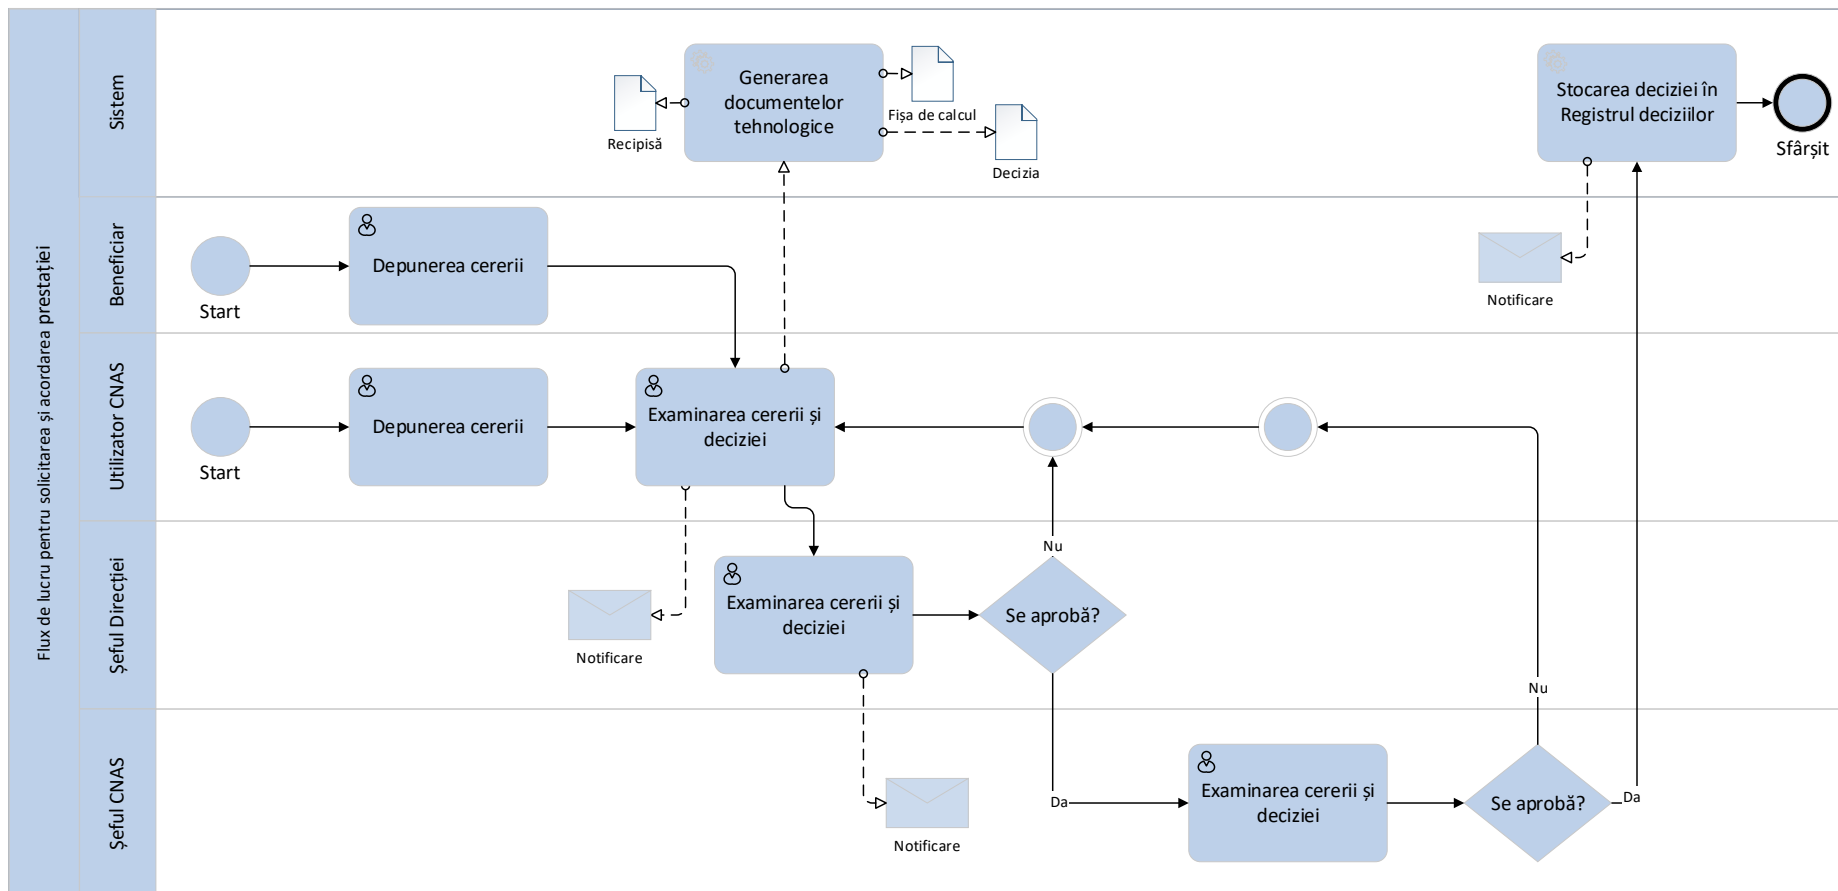 Flux de lucru pentru solicitarea și acordarea prestației
Sistem
Generarea
documentelor
tehnologice
Recipisă
Fișa de calcul
Decizia
Stocarea deciziei în
Registrul deciziilor
Sfârșit
Beneficiar
Start
Depunerea cererii
Notificare
Utilizator CNAS
Start
Depunerea cererii
Examinarea cererii și
deciziei
Șeful Direcției
Notificare
Examinarea cererii și
deciziei
Nu
Se aprobă?
Nu
Șeful CNAS
Notificare
Da
Examinarea cererii și
deciziei
Se aprobă?
Da